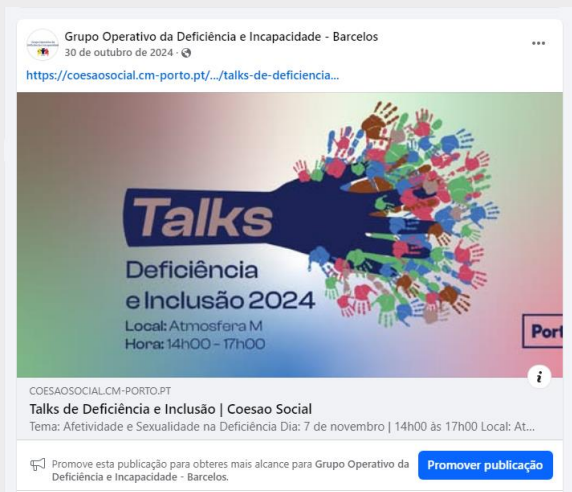 Grupo Operativo da Deficiência e Incapacidade - Barcelos
30 de outubro de 2024 ·
https://coesaosocial.cm-porto.pt/.../talks-de-deficiencia...
Talks
Deficiência
e Inclusão 2024
Local: Atmosfera M
Hora: 14h00 - 17h00
Port
COESAOSOCIAL.CM-PORTO.PT
Talks de Deficiência e Inclusão | Coesao Social
Tema: Afetividade e Sexualidade na Deficiência Dia: 7 de novembro | 14h00 às 17h00 Local: At...
Promove esta publicação para obteres mais alcance para Grupo Operativo da
Deficiência e Incapacidade - Barcelos.
Promover publicação